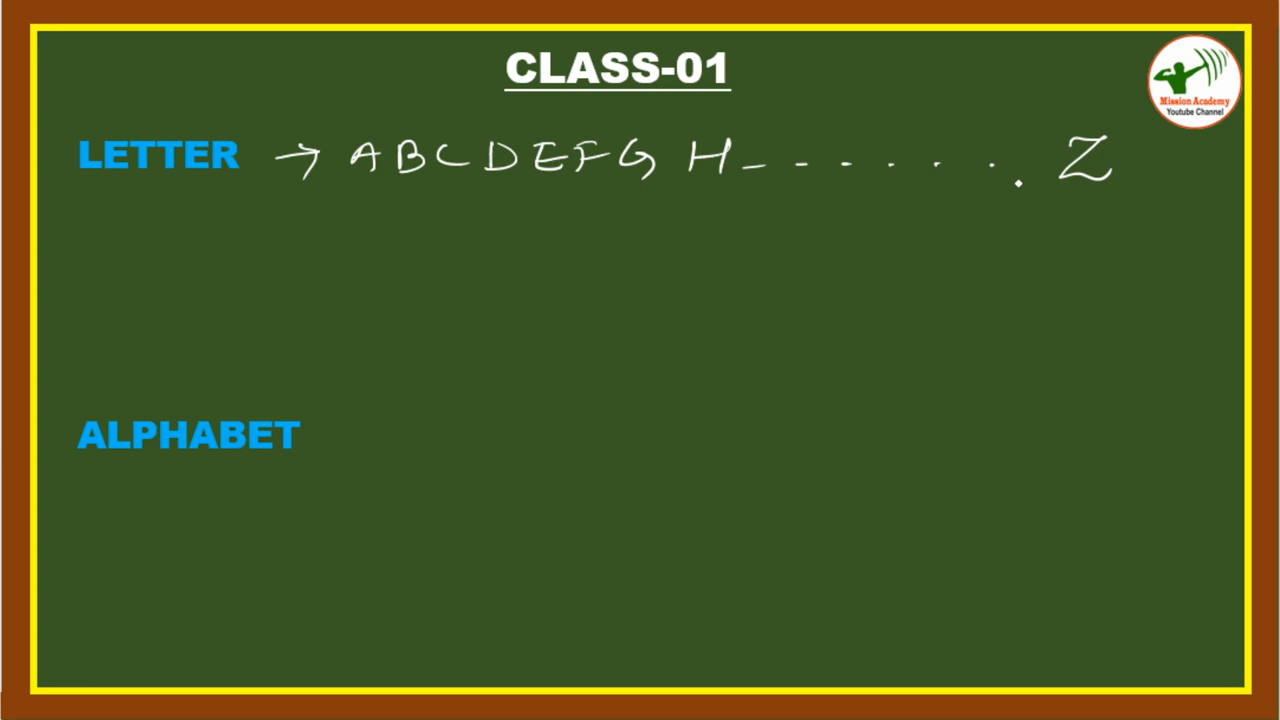 CLASS-01
Mission Academy
Youtube Channel
LETTER → A B C D E F G H - - - . . . . . Z
ALPHABET